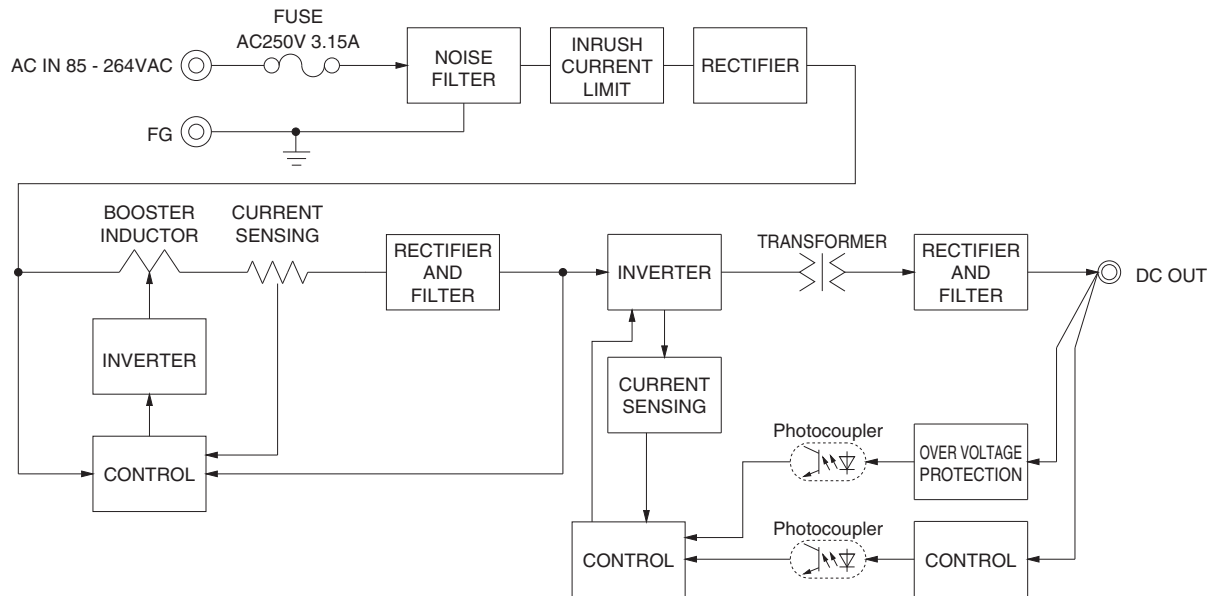 FUSE
AC250V 3.15A
AC IN 85 - 264VAC
NOISE
FILTER
INRUSH
CURRENT
LIMIT
RECTIFIER
FG
BOOSTER
INDUCTOR
CURRENT
SENSING
RECTIFIER
AND
FILTER
INVERTER
TRANSFORMER
RECTIFIER
AND
FILTER
DC OUT
INVERTER
CURRENT
SENSING
CONTROL
Photocoupler
OVER VOLTAGE
PROTECTION
Photocoupler
CONTROL
CONTROL